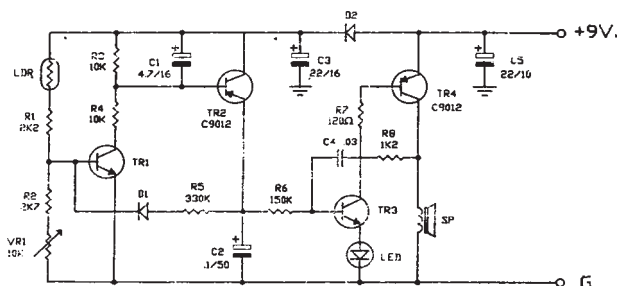 D2
+9V.
LDR
R3
10K
C1
4.7/16
+
TR2
C9012
+
C3
22/16
+
TR4
C9012
+
C5
22/10
R1
2K2
R4
10K
R7
120Ω
C4 .03
R8
1K2
TR1
R2
2K7
D1
R5
330K
R6
150K
TR3
SP
VR1
10K
+
C2
.1/50
LED
G